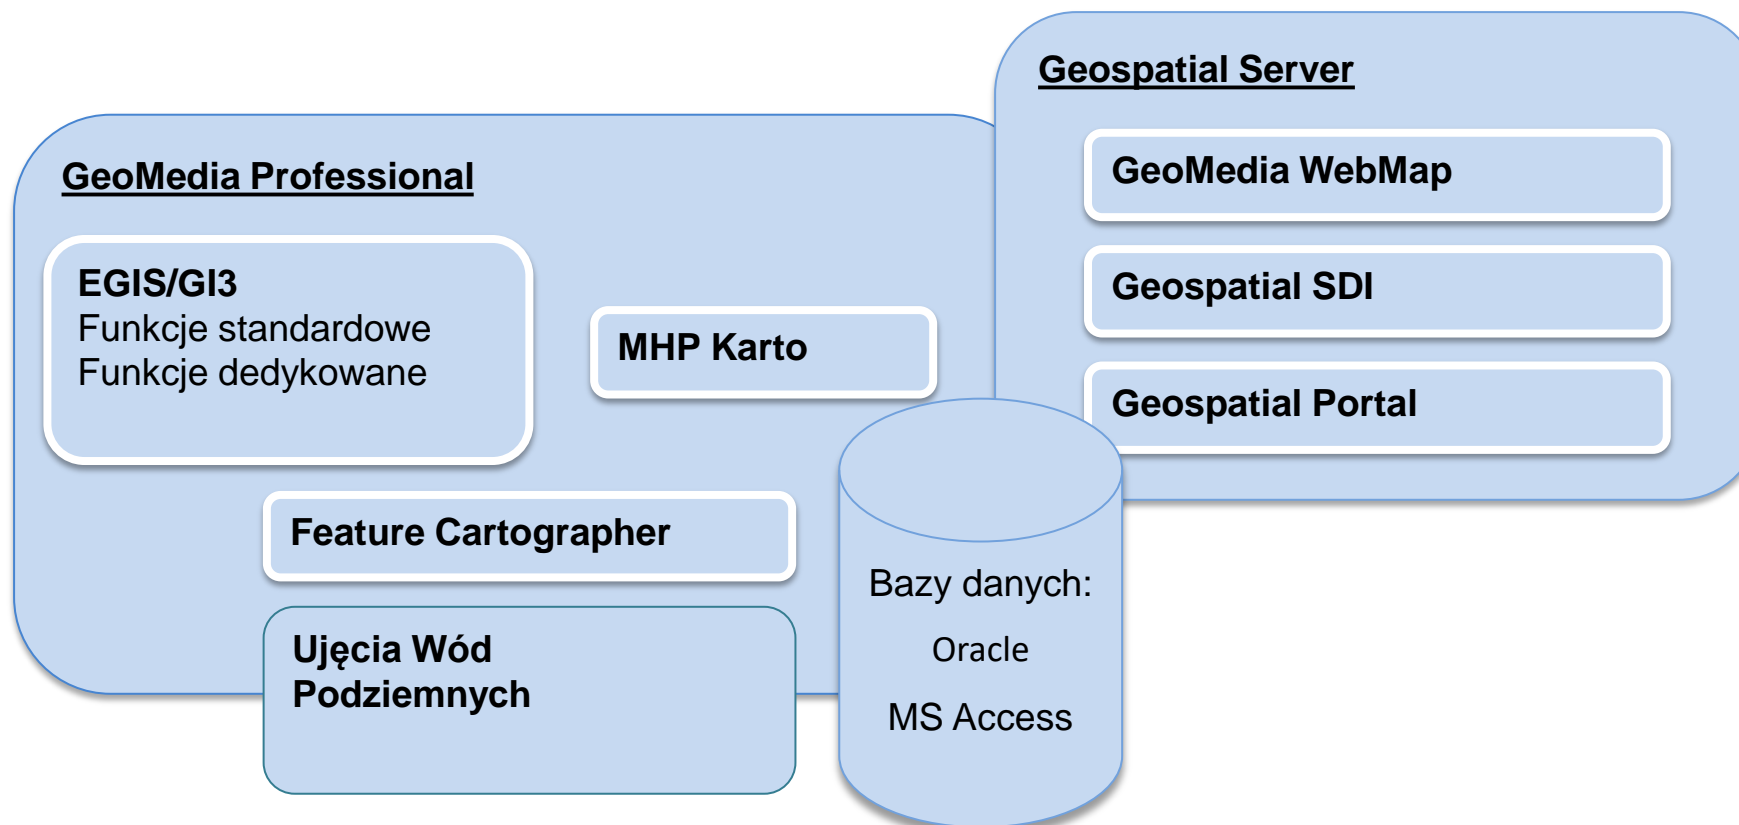 Geospatial Server
GeoMedia WebMap
Geospatial SDI
Geospatial Portal
GeoMedia Professional
EGIS/GI3
Funkcje standardowe
Funkcje dedykowane
MHP Karto
Feature Cartographer
Ujęcia Wód
Podziemnych
Bazy danych:
Oracle
MS Access